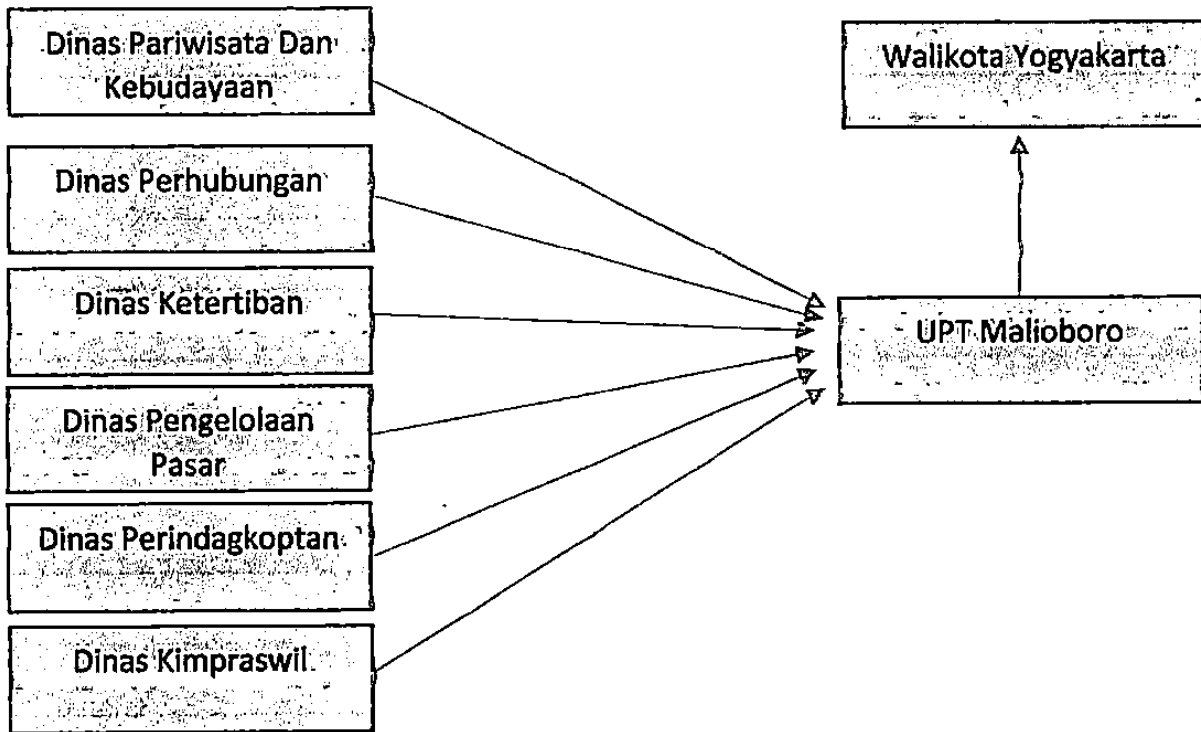 Dinas Pariwisata Dan
Kebudayaan
Dinas Perhubungan
Dinas Ketertiban
Dinas Pengelolaan
Pasar
Dinas Perindagkoptan
Dinas Kimpraswil
Walikota Yogyakarta
UPT Malioboro